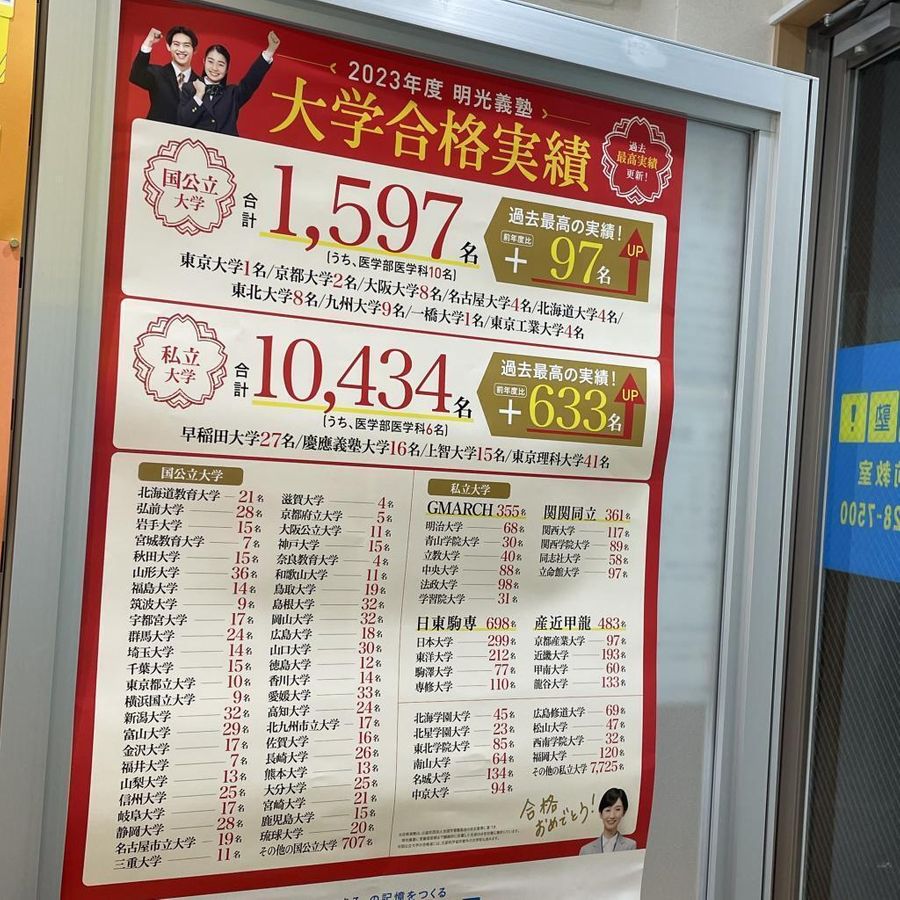 2023年度 明光義塾
大学合格実績
過去
最高実績
更新！
国公立
大学
合計
1,597名
(うち、医学部医学科10名)
過去最高の実績！
前年度比
+97名
UP
東京大学1名/京都大学2名/大阪大学8名/名古屋大学4名/北海道大学4名/
東北大学8名/九州大学9名/一橋大学1名/東京工業大学4名
私立
大学
合計
10,434名
(うち、医学部医学科6名)
過去最高の実績！
前年度比
+633名
UP
早稲田大学27名/慶應義塾大学16名/上智大学15名/東京理科大学41名
国公立大学
北海道教育大学 21名
弘前大学 28名
岩手大学 15名
宮城教育大学 7名
秋田大学 15名
山形大学 36名
福島大学 14名
筑波大学 9名
宇都宮大学 17名
群馬大学 24名
埼玉大学 14名
千葉大学 15名
東京都立大学 10名
横浜国立大学 9名
新潟大学 32名
富山大学 29名
金沢大学 17名
福井大学 7名
山梨大学 13名
信州大学 25名
岐阜大学 17名
静岡大学 28名
名古屋市立大学 19名
三重大学 11名
滋賀大学 4名
京都府立大学 5名
大阪公立大学 11名
神戸大学 15名
奈良教育大学 4名
和歌山大学 11名
鳥取大学 19名
島根大学 32名
岡山大学 32名
広島大学 18名
山口大学 30名
徳島大学 12名
香川大学 14名
愛媛大学 33名
高知大学 24名
北九州市立大学 17名
佐賀大学 16名
長崎大学 26名
熊本大学 13名
大分大学 25名
宮崎大学 21名
鹿児島大学 15名
琉球大学 20名
その他の国公立大学 707名
私立大学
GMARCH 355名
明治大学 68名
青山学院大学 30名
立教大学 40名
中央大学 88名
法政大学 98名
学習院大学 31名
関関同立 361名
関西大学 117名
関西学院大学 89名
同志社大学 58名
立命館大学 97名
日東駒専 698名
日本大学 299名
東洋大学 212名
駒澤大学 77名
専修大学 110名
産近甲龍 483名
京都産業大学 97名
近畿大学 193名
甲南大学 60名
龍谷大学 133名
北海学園大学 45名
北星学園大学 23名
東北学院大学 85名
南山大学 64名
名城大学 134名
中京大学 94名
広島修道大学 69名
松山大学 47名
西南学院大学 32名
福岡大学 120名
その他の私立大学 7,725名
合格
おめでとう！
の記憶をつくる
塾！
教室
28-7500